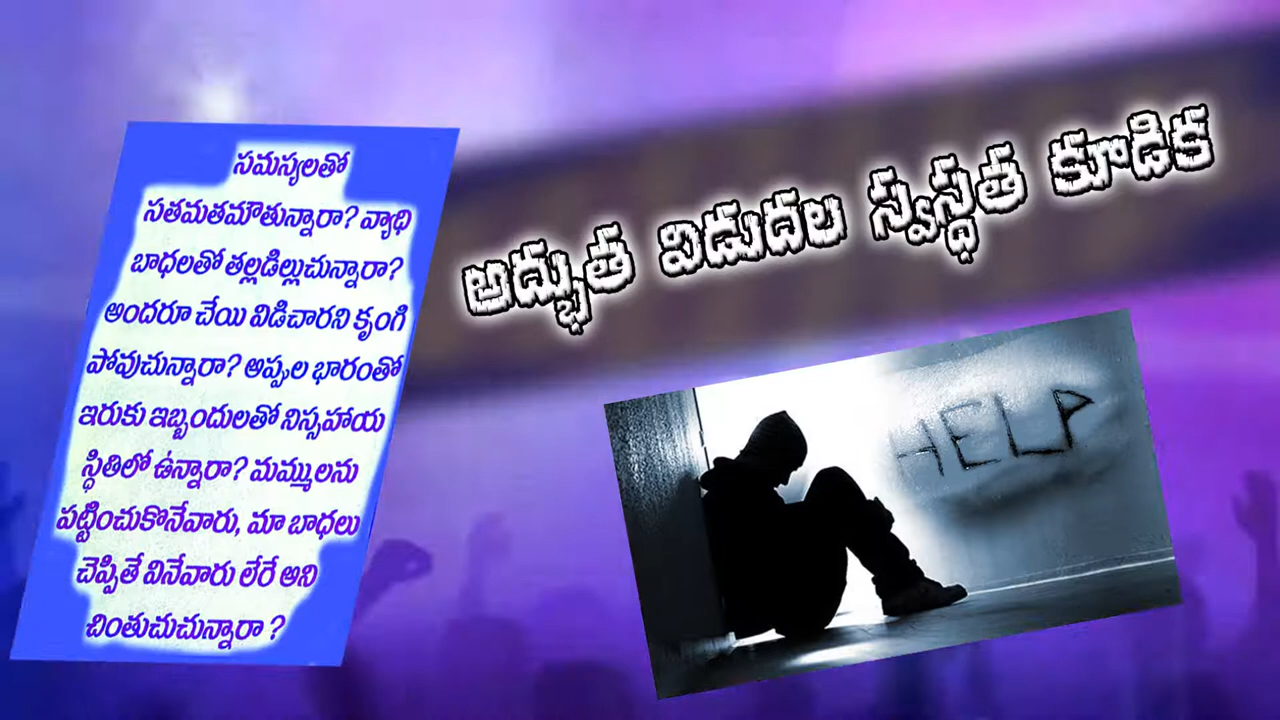 సమస్యలతో
సతమతమౌతున్నారా? వ్యాధి
బాధలతో తల్లడిల్లుచున్నారా?
అందరూ చేయి విడిచారని కృంగి
పోవుచున్నారా? అప్పుల భారంతో
ఇరుకు ఇబ్బందులతో నిస్సహాయ
స్థితిలో ఉన్నారా? మమ్ములను
పట్టించుకొనేవారు, మా బాధలు
చెప్పితే వినేవారు లేరే అని
చింతుచుచున్నారా ?
అద్భుత విడుదల స్వస్థత కూడిక
HELP